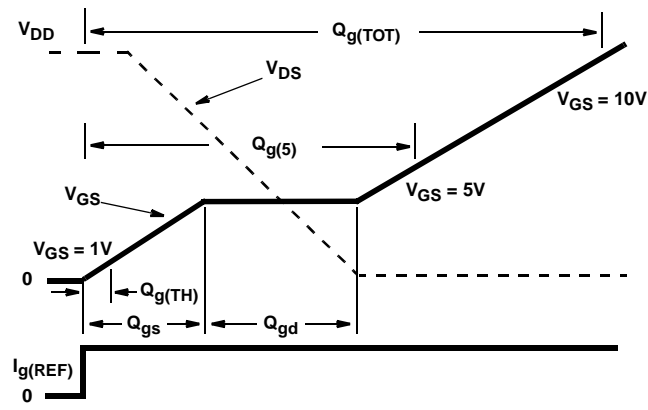 V_DD
Q_g(TOT)
V_DS
V_GS = 10V
Q_g(5)
V_GS
V_GS = 5V
V_GS = 1V
0
Q_g(TH)
Q_gs
Q_gd
I_g(REF)
0